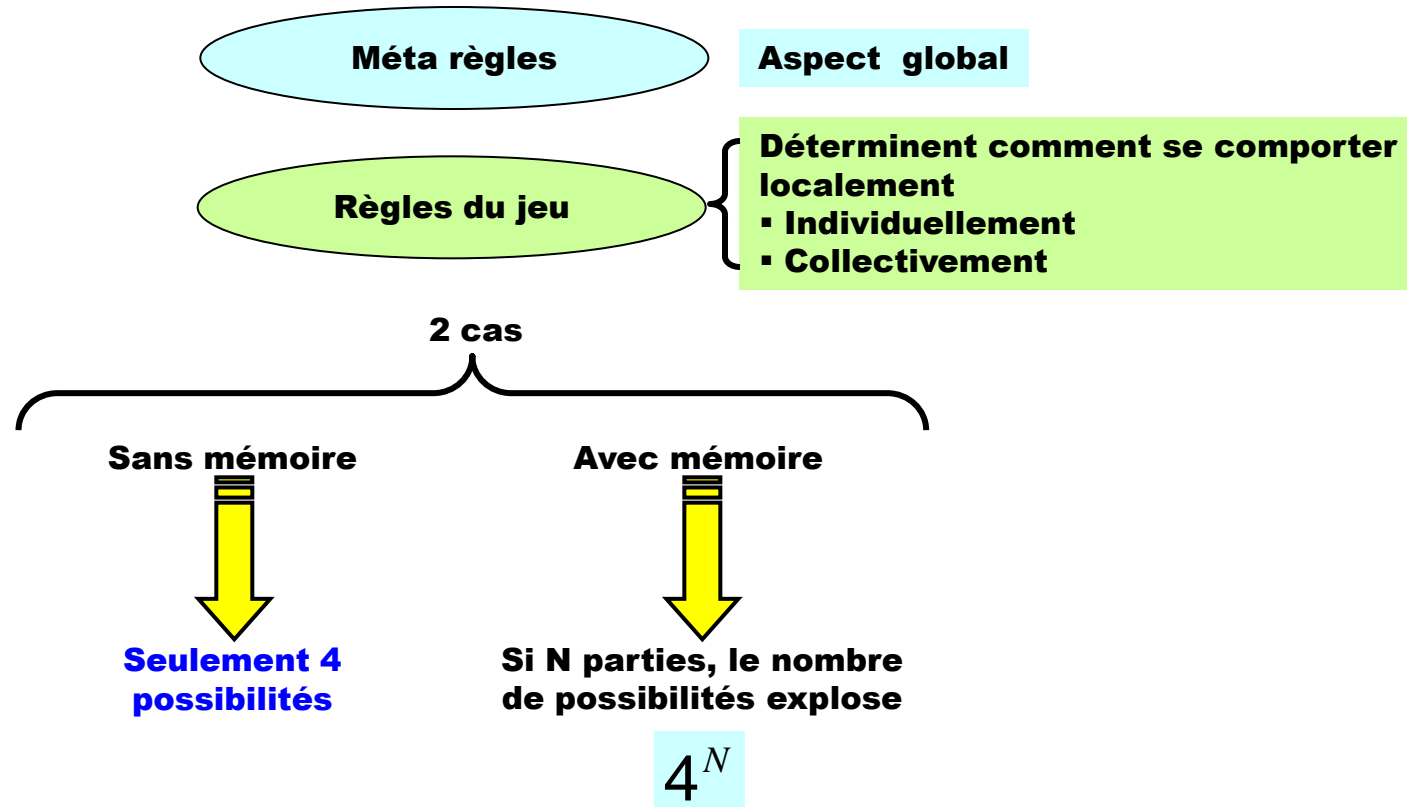 Méta règles
Aspect global
Règles du jeu
Déterminent comment se comporter
localement
▪ Individuellement
▪ Collectivement
2 cas
Sans mémoire
Avec mémoire
Seulement 4
possibilités
Si N parties, le nombre
de possibilités explose
4^N